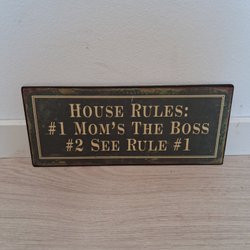 House Rules:
#1 Mom's The Boss
#2 See Rule #1